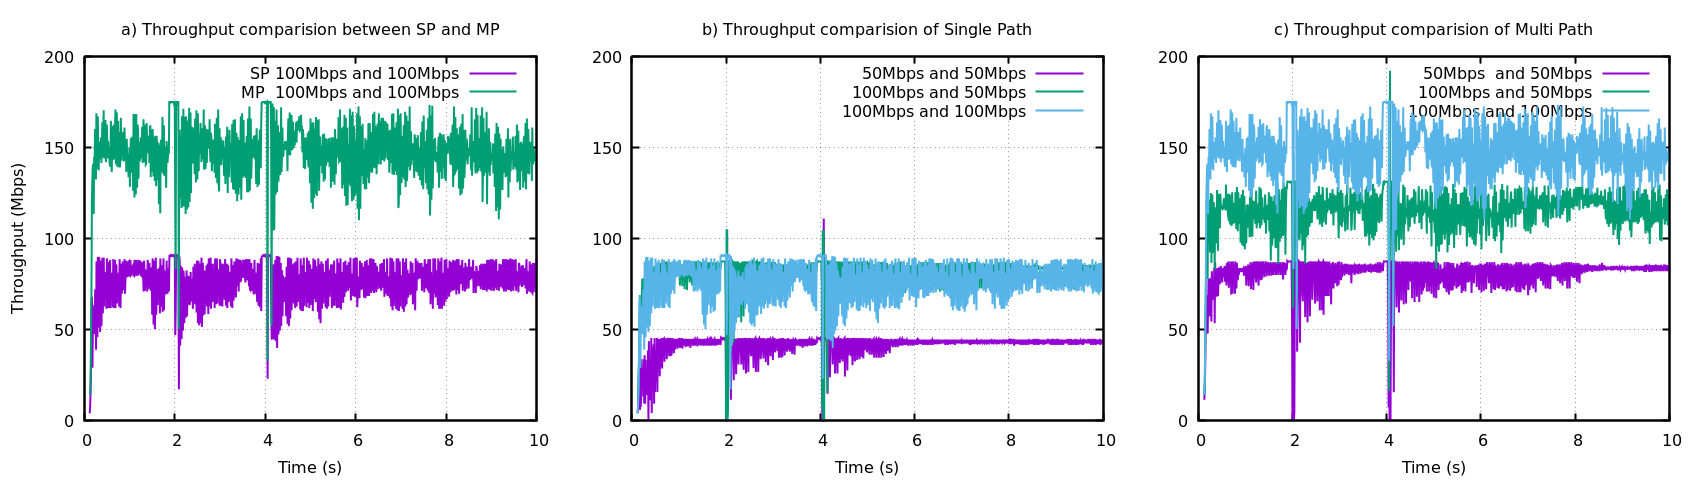 a) Throughput comparision between SP and MP
200
150
100
50
0
0 2 4 6 8 10
Throughput (Mbps)
Time (s)
SP 100Mbps and 100Mbps
MP 100Mbps and 100Mbps
b) Throughput comparision of Single Path
200
150
100
50
0
0 2 4 6 8 10
Time (s)
50Mbps and 50Mbps
100Mbps and 50Mbps
100Mbps and 100Mbps
c) Throughput comparision of Multi Path
200
150
100
50
0
0 2 4 6 8 10
Time (s)
50Mbps and 50Mbps
100Mbps and 50Mbps
100Mbps and 100Mbps